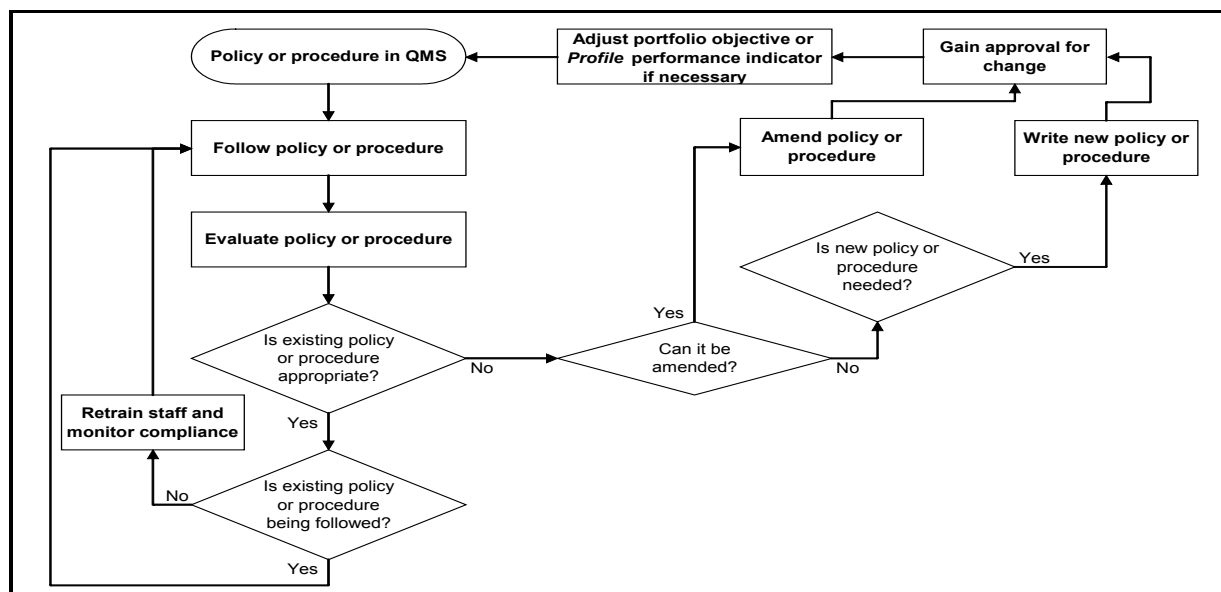 Policy or procedure in QMS
Adjust portfolio objective or
Profile performance indicator
if necessary
Gain approval for
change
Follow policy or procedure
Amend policy or
procedure
Write new policy or
procedure
Evaluate policy or procedure
Is new policy or
procedure
needed?
Yes
Is existing policy
or procedure
appropriate?
No
Yes
Can it be
amended?
No
Retrain staff and
monitor compliance
Yes
Is existing policy
or procedure
being followed?
No
Yes